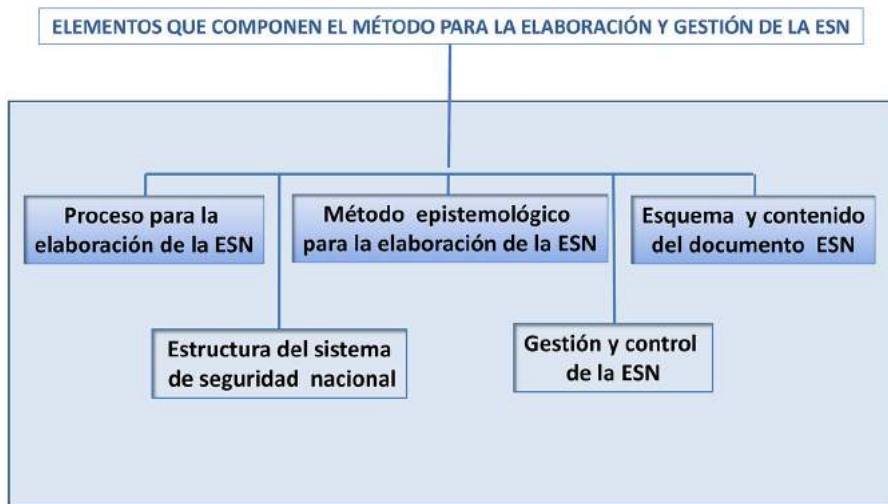 ELEMENTOS QUE COMPONEN EL MÉTODO PARA LA ELABORACIÓN Y GESTIÓN DE LA ESN
Proceso para la
elaboración de la ESN
Método epistemológico
para la elaboración de la ESN
Esquema y contenido
del documento ESN
Estructura del sistema
de seguridad nacional
Gestión y control
de la ESN